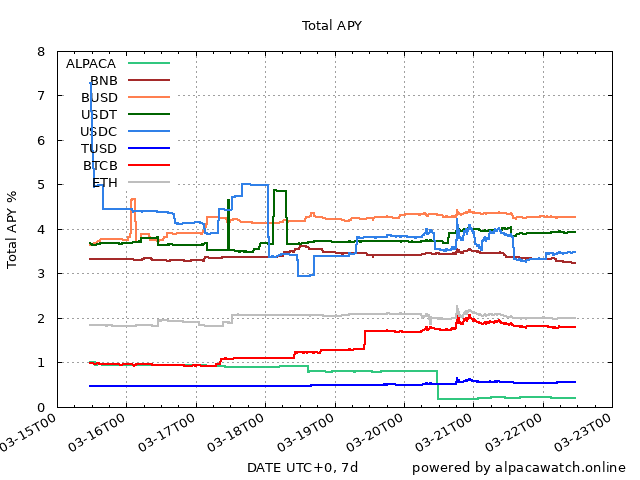 Total APY
8
7
6
5
4
3
2
1
0
Total APY %
ALPACA
BNB
BUSD
USDT
USDC
TUSD
BTCB
ETH
03-15T00
03-16T00
03-17T00
03-18T00
03-19T00
03-20T00
03-21T00
03-22T00
03-23T00
DATE UTC+0, 7d
powered by alpacawatch.online